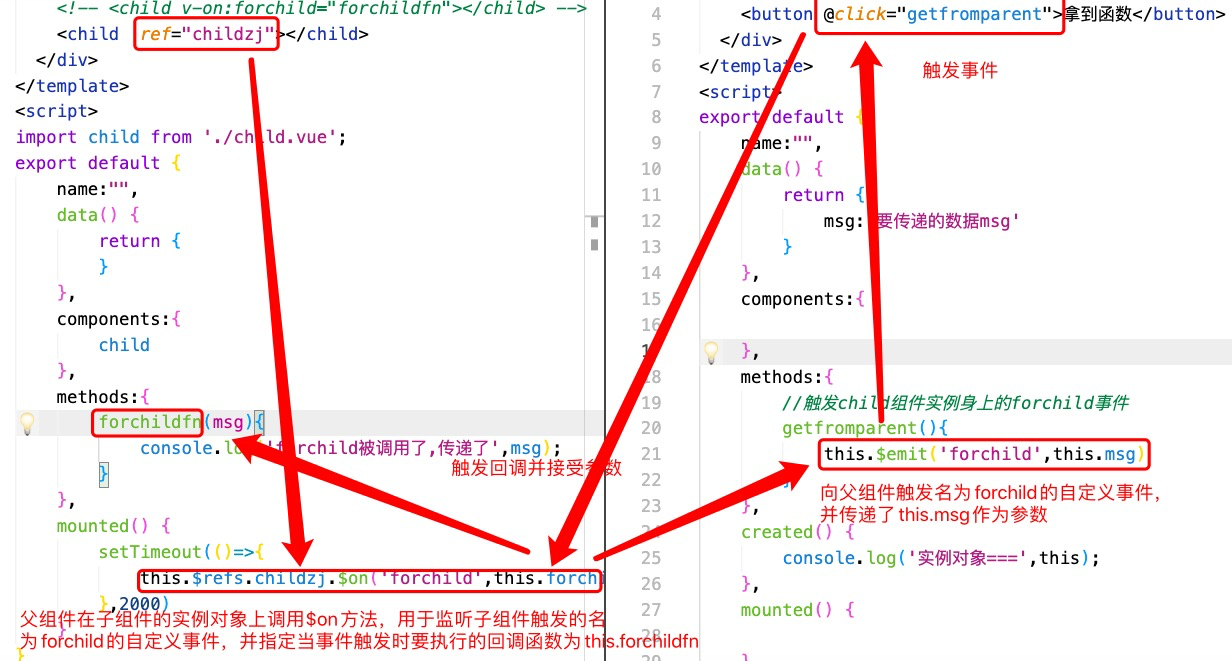 <!-- <child v-on:forchild="forchildfn"></child> -->
<child ref="childzj"></child>
</div>
</template>
<script>
import child from './child.vue';
export default {
name:"",
data() {
return {
}
},
components:{
child
},
methods:{
forchildfn(msg){
console. 'forchild被调用了,传递了',msg);
}
},
mounted() {
setTimeout(()=>{
this.$refs.childzj.$on('forchild',this.forch
},2000)
}
触发回调并接受参数
父组件在子组件的实例对象上调用$on方法，用于监听子组件触发的名
为forchild的自定义事件，并指定当事件触发时要执行的回调函数为this.forchildfn
4 <button @click="getfromparent">拿到函数</button>
5 </div>
6 </template>
7 <script>
8 export default {
9 name:"",
10 data() {
11 return {
12 msg: 要传递的数据msg'
13 }
14 },
15 components:{
16
},
18 methods:{
19 //触发child组件实例身上的forchild事件
20 getfromparent(){
21 this.$emit('forchild',this.msg)
22 }
23 },
24 created() {
25 console.log('实例对象===',this);
26 },
27 mounted() {
28
29 }
触发事件
向父组件触发名为forchild的自定义事件，
并传递了this.msg作为参数